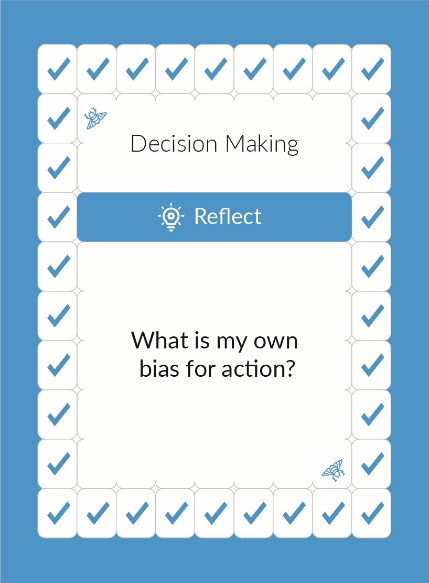 Decision Making
Reflect
What is my own
bias for action?